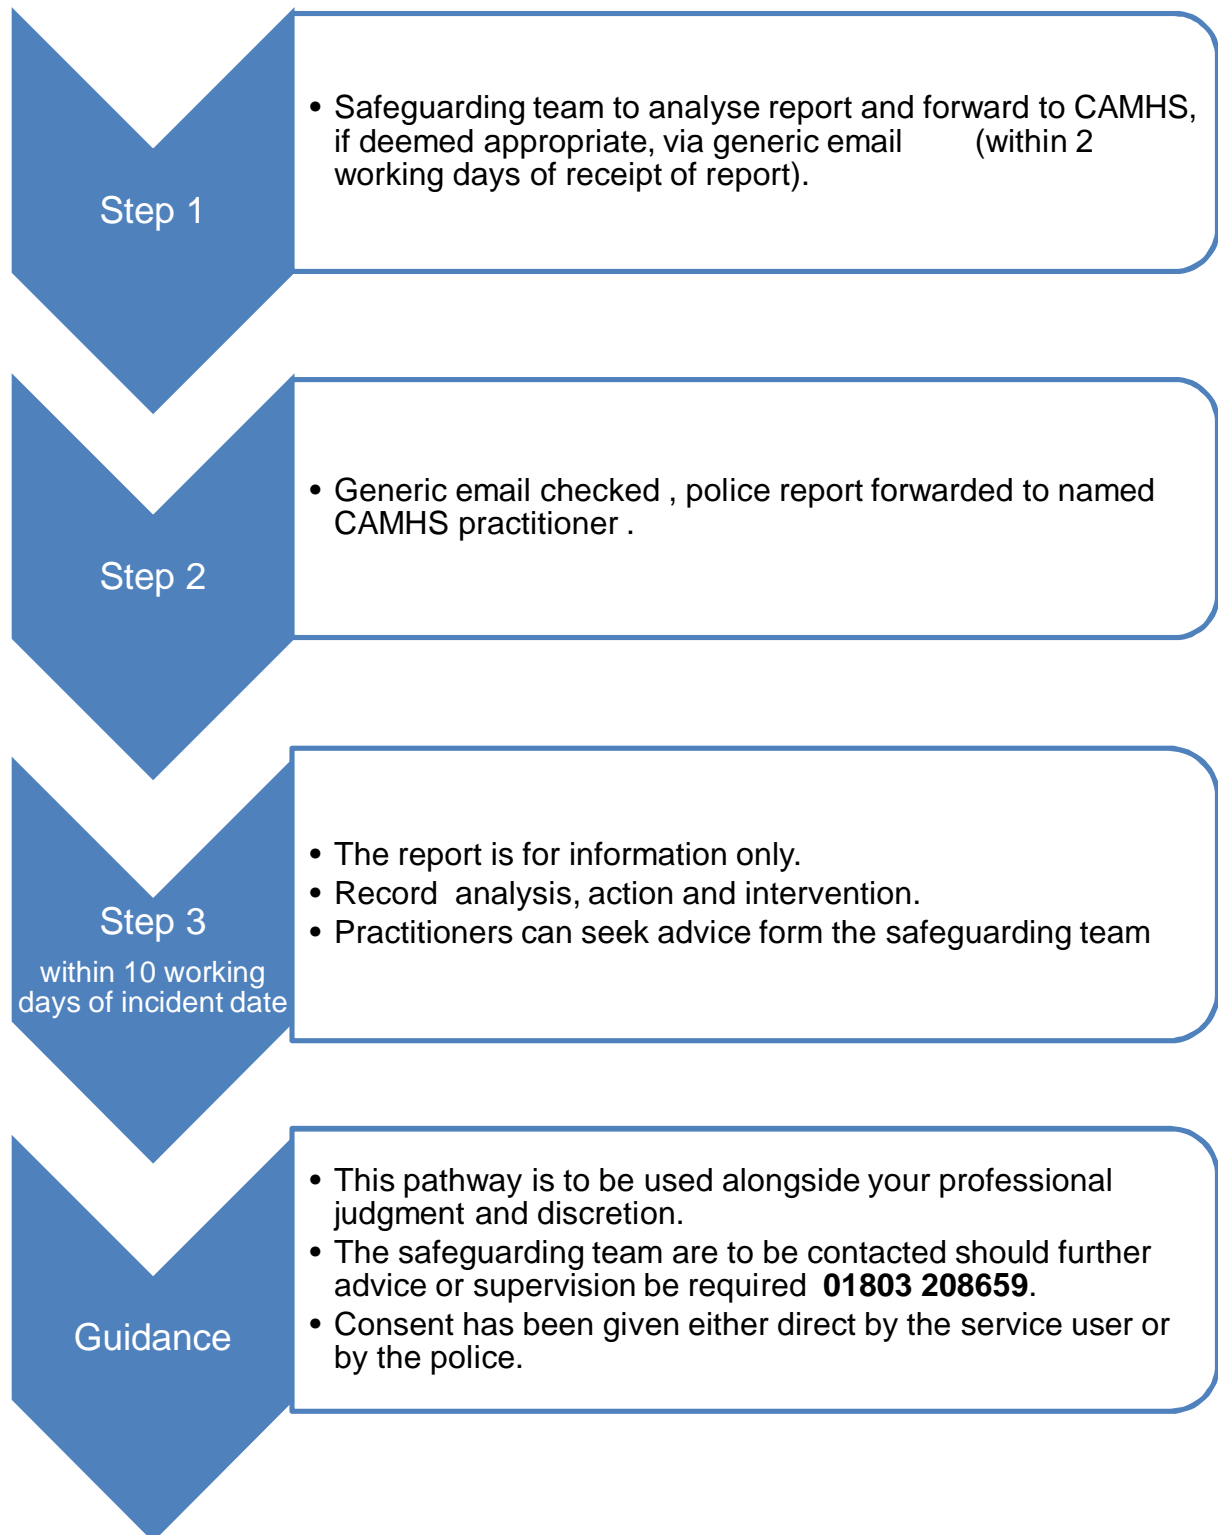 Step 1
• Safeguarding team to analyse report and forward to CAMHS,
if deemed appropriate, via generic email (within 2
working days of receipt of report).
Step 2
• Generic email checked , police report forwarded to named
CAMHS practitioner .
Step 3
within 10 working
days of incident date
• The report is for information only.
• Record analysis, action and intervention.
• Practitioners can seek advice form the safeguarding team
Guidance
• This pathway is to be used alongside your professional
judgment and discretion.
• The safeguarding team are to be contacted should further
advice or supervision be required 01803 208659.
• Consent has been given either direct by the service user or
by the police.